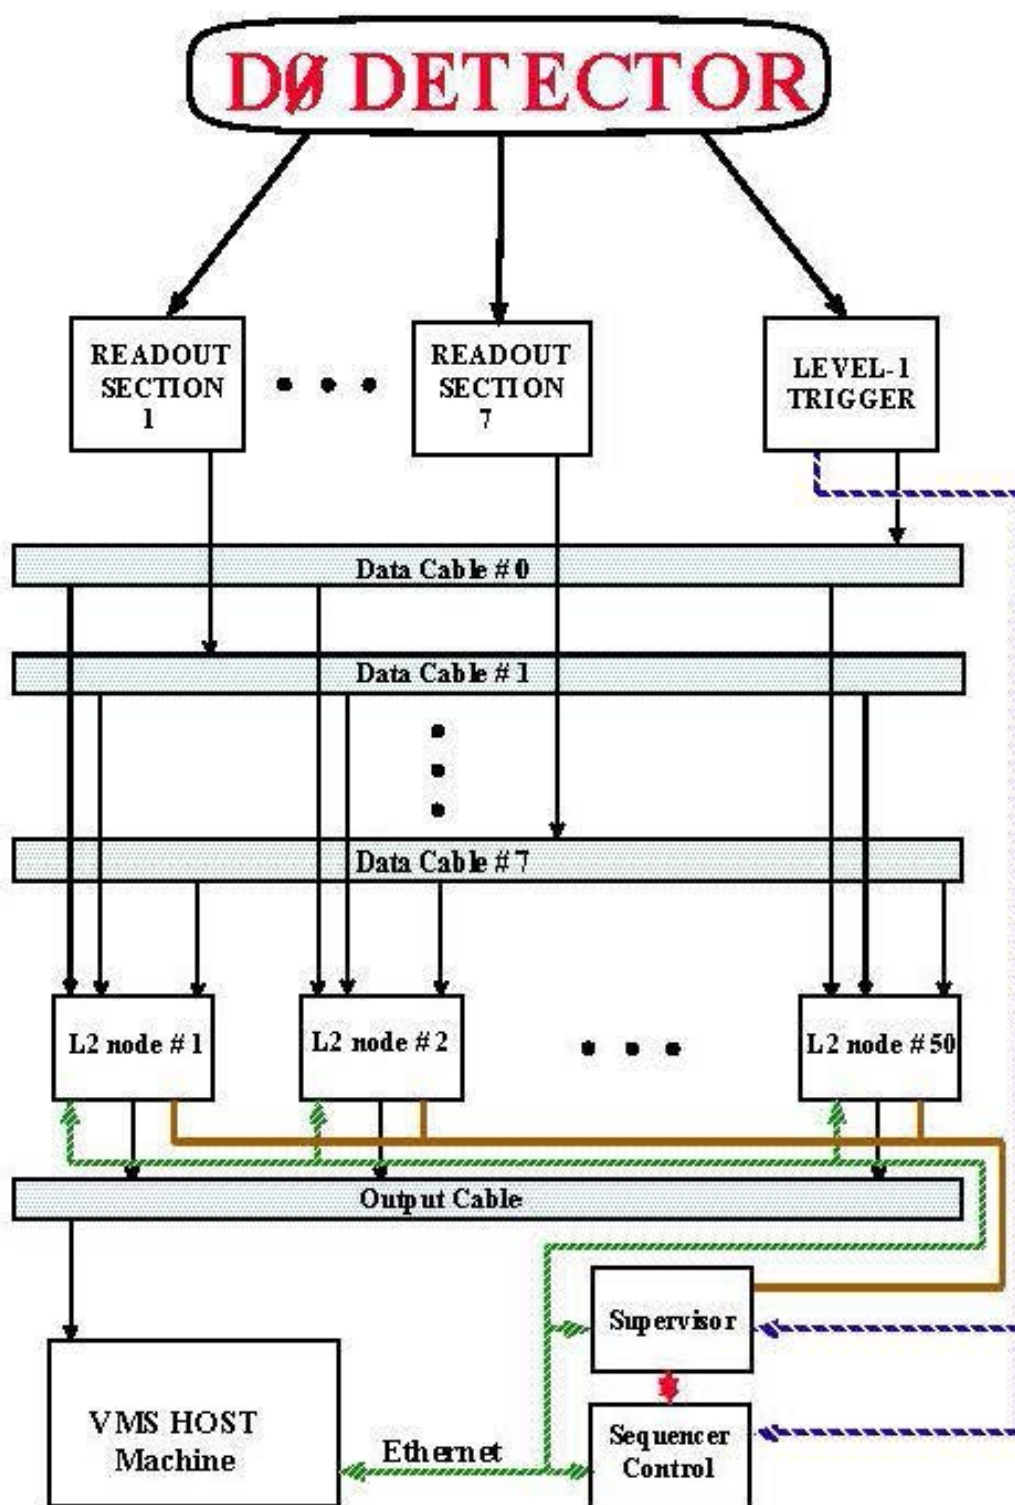 DØ DETECTOR
READOUT
SECTION
1
READOUT
SECTION
7
LEVEL-1
TRIGGER
Data Cable # 0
Data Cable # 1
Data Cable # 7
L2 node # 1
L2 node # 2
L2 node # 50
Output Cable
Supervisor
VMS HOST
Machine
Ethernet
Sequencer
Control